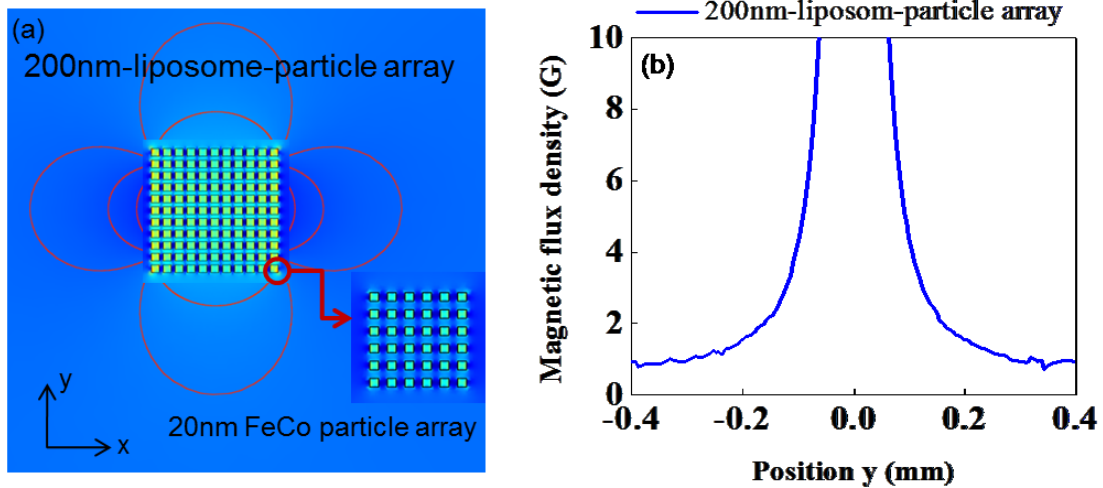 (a)
200nm-liposome-particle array
y
x
20nm FeCo particle array
200nm-liposom-particle array
(b)
Magnetic flux density (G)
10
8
6
4
2
0
-0.4
-0.2
0.0
0.2
0.4
Position y (mm)